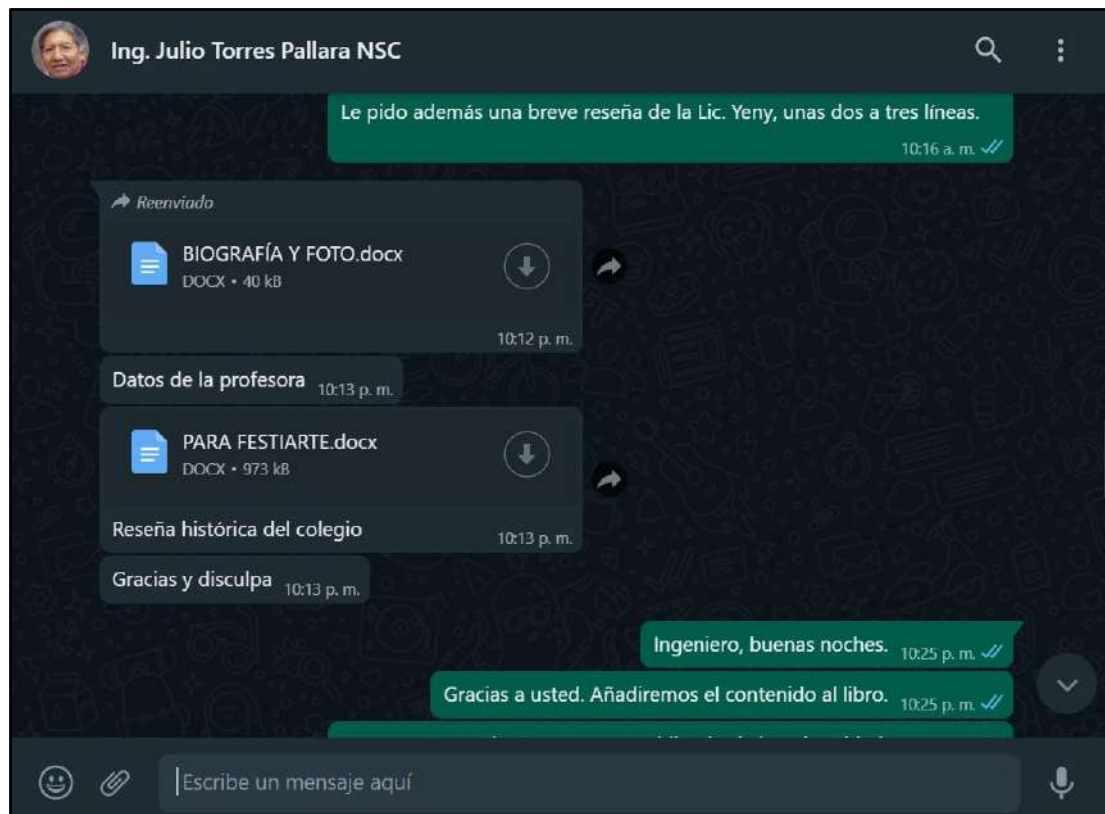 Ing. Julio Torres Pallara NSC
Le pido además una breve reseña de la Lic. Yeny, unas dos a tres líneas.
10:16 a. m.
Reenviado
BIOGRAFÍA Y FOTO.docx
DOCX • 40 kB
10:12 p. m.
Datos de la profesora 10:13 p. m.
PARA FESTIARTE.docx
DOCX • 973 kB
Reseña histórica del colegio 10:13 p. m.
Gracias y disculpa 10:13 p. m.
Ingeniero, buenas noches. 10:25 p. m.
Gracias a usted. Añadiremos el contenido al libro. 10:25 p. m.
Escribe un mensaje aquí